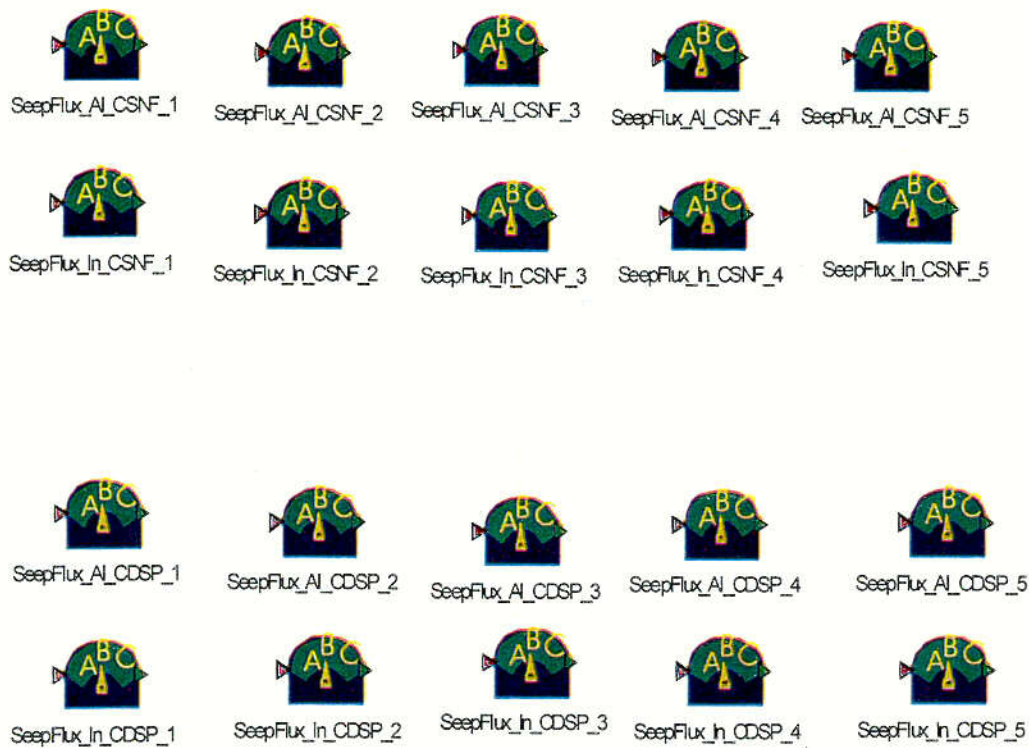 A B C A B C A B C A B C A B C
SeepFlux_Al_CSNF_1 SeepFlux_Al_CSNF_2 SeepFlux_Al_CSNF_3 SeepFlux_Al_CSNF_4 SeepFlux_Al_CSNF_5
A B C A B C A B C A B C A B C
SeepFlux_In_CSNF_1 SeepFlux_In_CSNF_2 SeepFlux_In_CSNF_3 SeepFlux_In_CSNF_4 SeepFlux_In_CSNF_5
A B C A B C A B C A B C A B C
SeepFlux_Al_CDSP_1 SeepFlux_Al_CDSP_2 SeepFlux_Al_CDSP_3 SeepFlux_Al_CDSP_4 SeepFlux_Al_CDSP_5
A B C A B C A B C A B C A B C
SeepFlux_In_CDSP_1 SeepFlux_In_CDSP_2 SeepFlux_In_CDSP_3 SeepFlux_In_CDSP_4 SeepFlux_In_CDSP_5